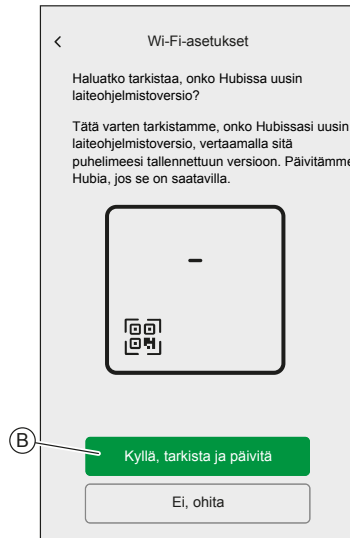 Wi-Fi-asetukset
Haluatko tarkistaa, onko Hubissa uusin
laiteohjelmistoversio?
Tätä varten tarkistamme, onko Hubissasi uusin
laiteohjelmistoversio, vertaamalla sitä
puhelimeesi tallennettuun versioon. Päivitämme
Hubia, jos se on saatavilla.
B
Kyllä, tarkista ja päivitä
Ei, ohita